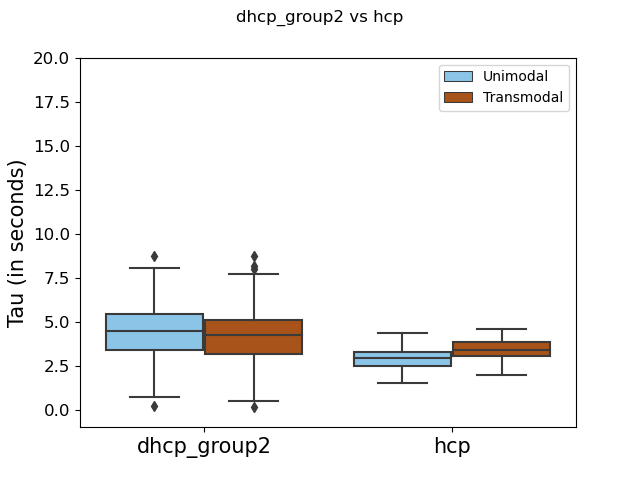 dhcp_group2 vs hcp
20.0
17.5
15.0
12.5
10.0
7.5
5.0
2.5
0.0
Tau (in seconds)
Unimodal
Transmodal
dhcp_group2
hcp